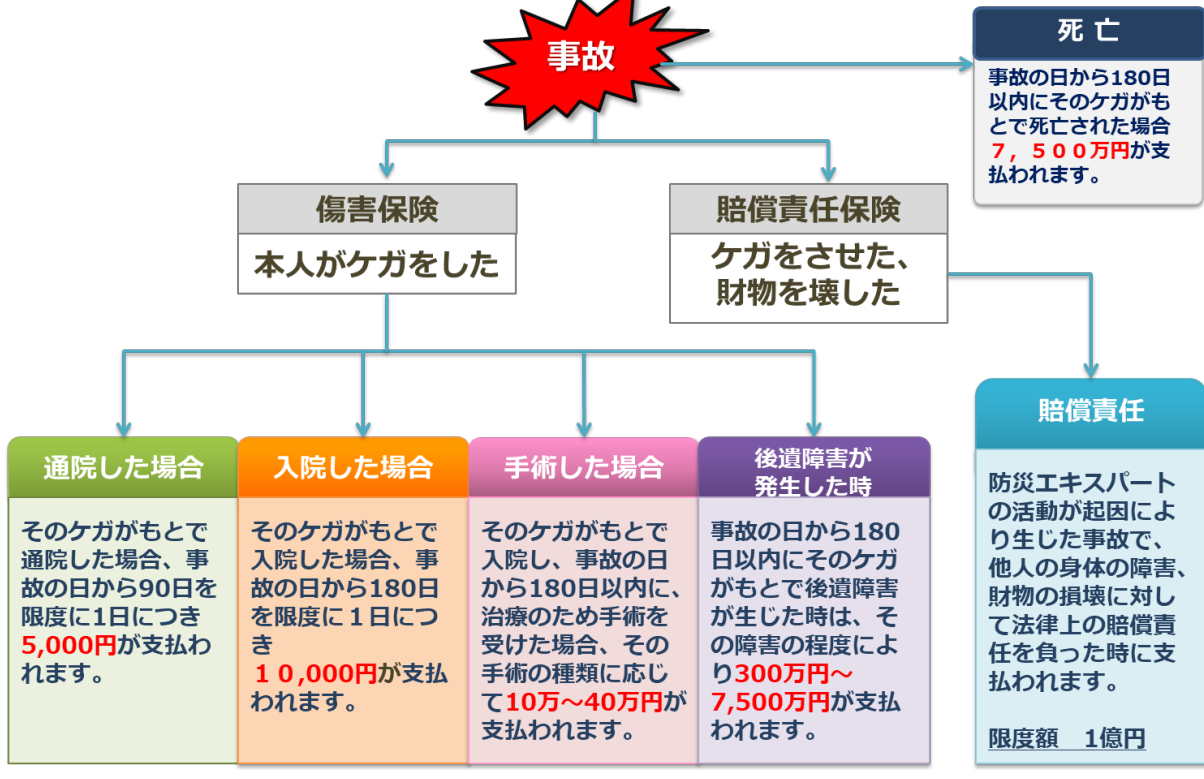 事故
死 亡
事故の日から180日
以内にそのケガがも
とで死亡された場合
７，５００万円が支
払われます。
傷害保険
本人がケガをした
賠償責任保険
ケガをさせた、
財物を壊した
通院した場合
そのケガがもとで
通院した場合、事
故の日から90日を
限度に1日につき
5,000円が支払わ
れます。
入院した場合
そのケガがもとで
入院した場合、事
故の日から180日
を限度に１日につ
き
１０,000円が支払
われます。
手術した場合
そのケガがもとで
入院し、事故の日
から180日以内に、
治療のため手術を
受けた場合、その
手術の種類に応じ
て10万～40万円が
支払われます。
後遺障害が
発生した時
事故の日から180
日以内にそのケガ
がもとで後遺障害
が生じた時は、そ
の障害の程度によ
り300万円～
7,500万円が支払
われます。
賠償責任
防災エキスパート
の活動が起因によ
り生じた事故で、
他人の身体の障害、
財物の損壊に対し
て法律上の賠償責
任を負った時に支
払われます。
限度額　1億円